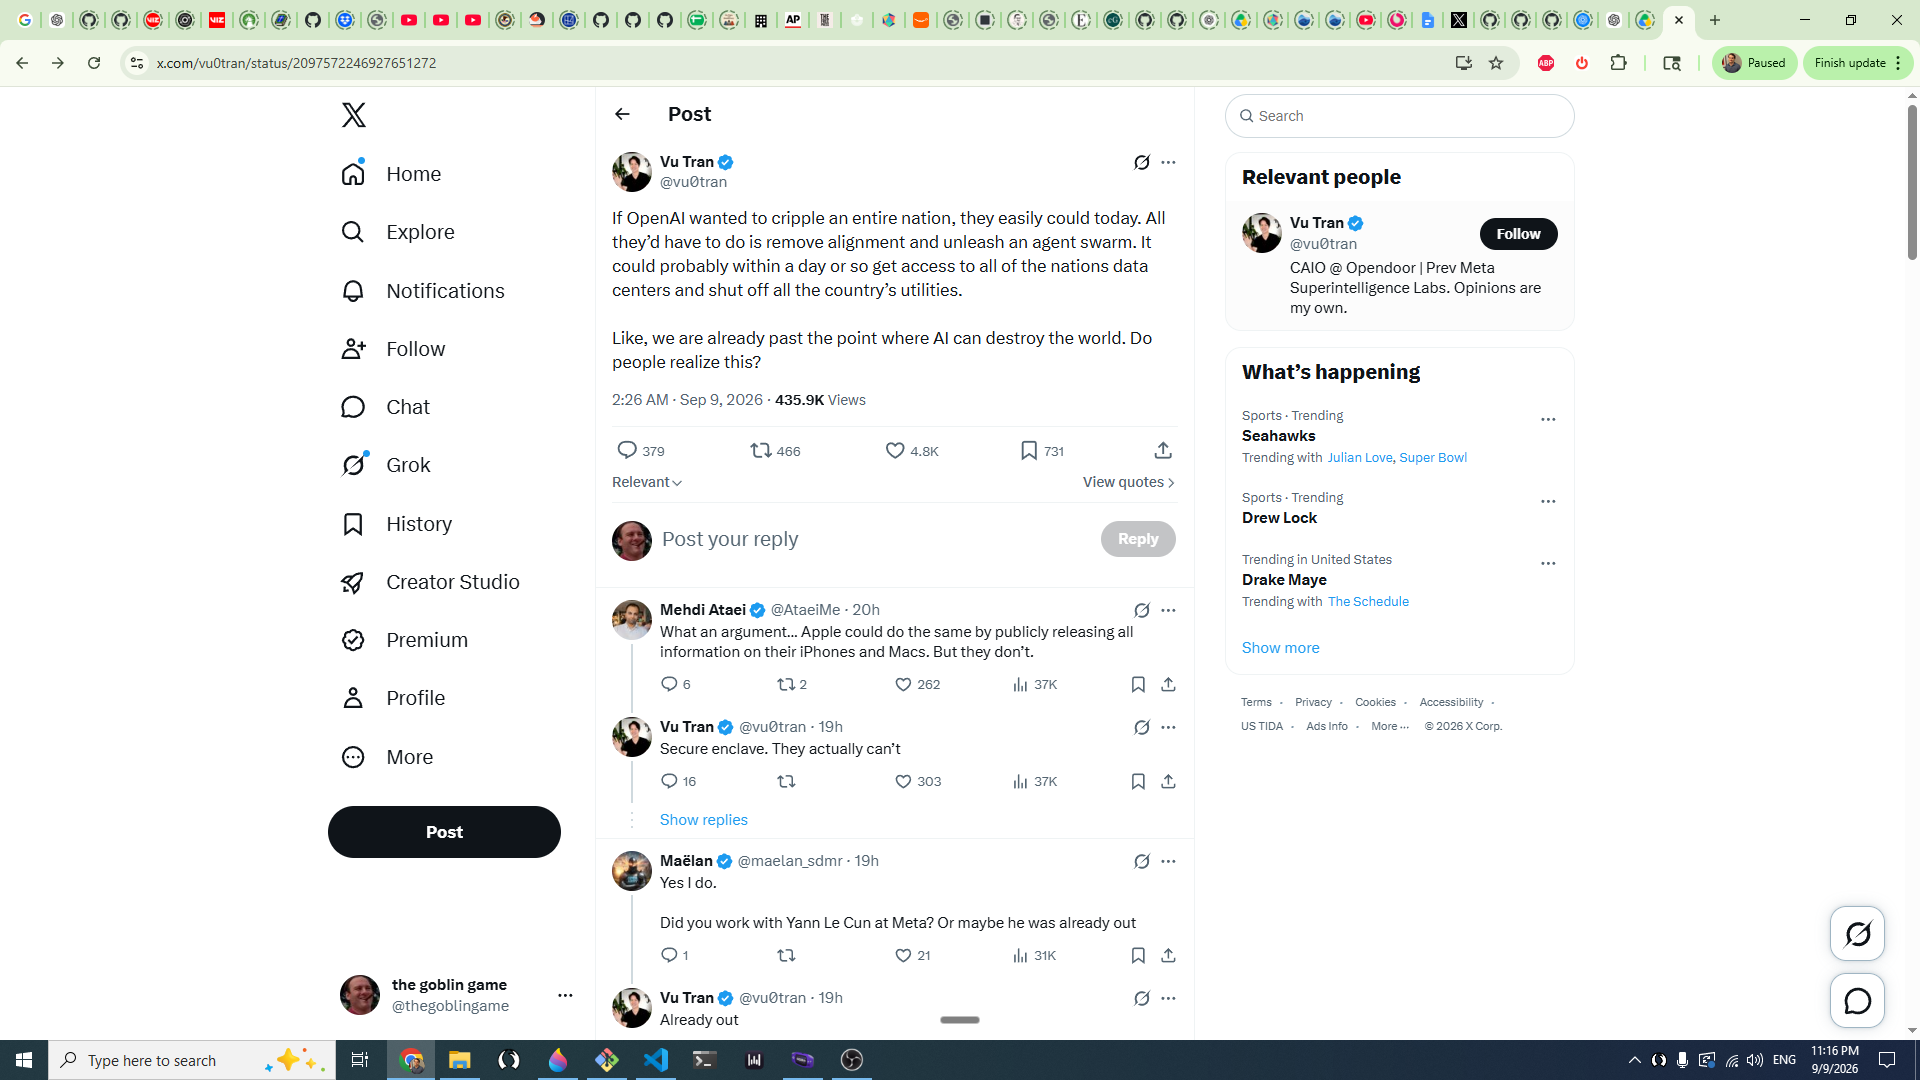 x.com/vu0tran/status/2097572246927651272
ABP
Paused
Finish update
Home
Explore
Notifications
Follow
Chat
Grok
History
Creator Studio
Premium
Profile
More
Post
the goblin game
@thegoblingame
Post
Vu Tran
@vu0tran
If OpenAI wanted to cripple an entire nation, they easily could today. All
they’d have to do is remove alignment and unleash an agent swarm. It
could probably within a day or so get access to all of the nations data
centers and shut off all the country’s utilities.
Like, we are already past the point where AI can destroy the world. Do
people realize this?
2:26 AM · Sep 9, 2026 · 435.9K Views
379 466 4.8K 731
Relevant View quotes
Post your reply Reply
Mehdi Ataei @AtaeiMe · 20h
What an argument... Apple could do the same by publicly releasing all
information on their iPhones and Macs. But they don’t.
6 2 262 37K
Vu Tran @vu0tran · 19h
Secure enclave. They actually can’t
16 303 37K
Show replies
Maëlan @maelan_sdmr · 19h
Yes I do.
Did you work with Yann Le Cun at Meta? Or maybe he was already out
1 21 31K
Vu Tran @vu0tran · 19h
Already out
Search
Relevant people
Vu Tran
@vu0tran
Follow
CAIO @ Opendoor | Prev Meta
Superintelligence Labs. Opinions are
my own.
What’s happening
Sports · Trending
Seahawks
Trending with Julian Love, Super Bowl
Sports · Trending
Drew Lock
Trending in United States
Drake Maye
Trending with The Schedule
Show more
Terms · Privacy · Cookies · Accessibility ·
US TIDA · Ads Info · More ··· © 2026 X Corp.
Type here to search
ENG
11:16 PM
9/9/2026